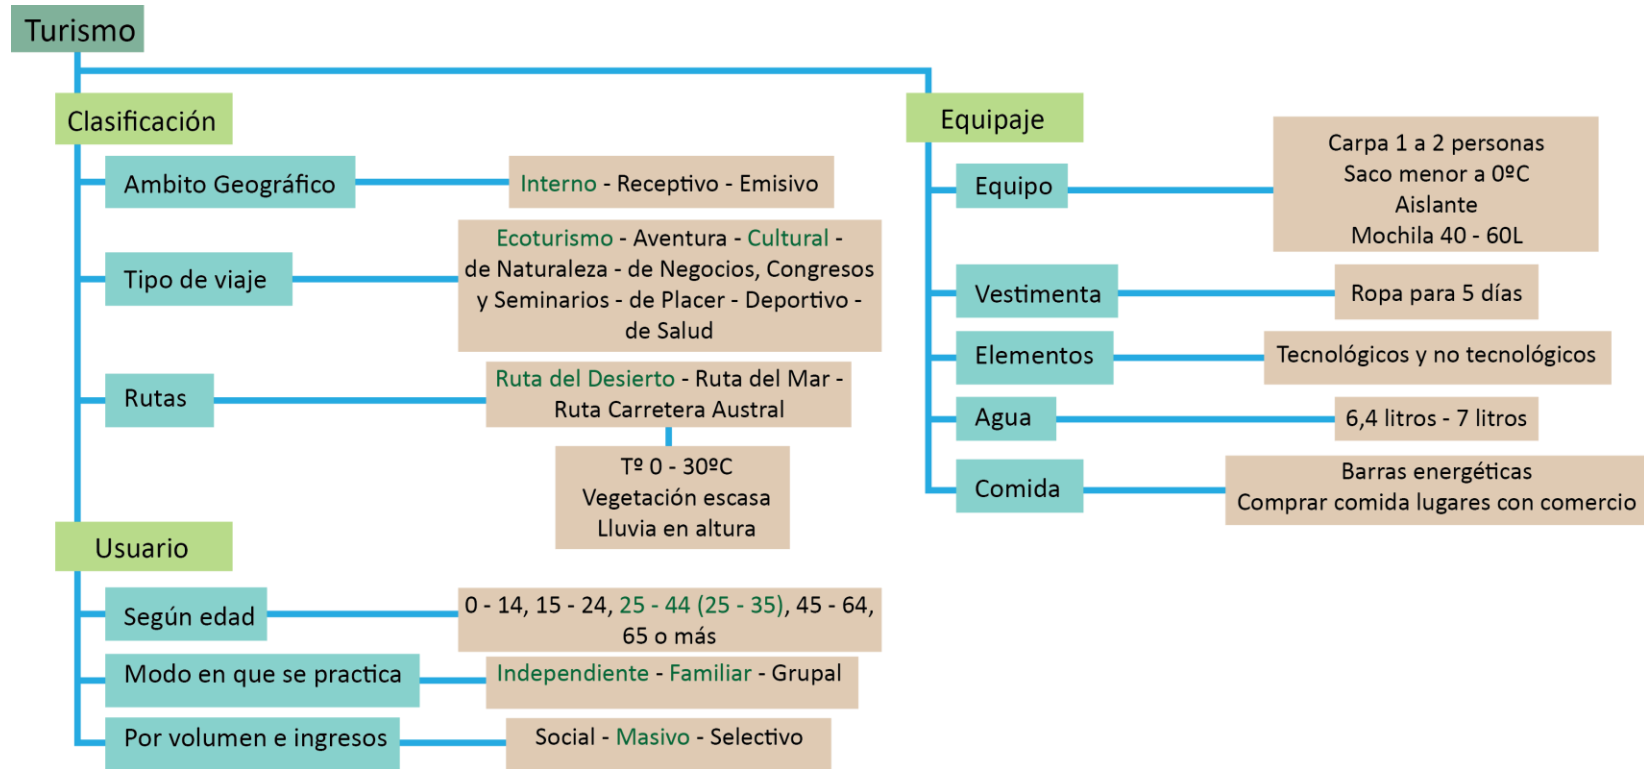 Turismo
Clasificación
Ambito Geográfico
Interno - Receptivo - Emisivo
Tipo de viaje
Ecoturismo - Aventura - Cultural -
de Naturaleza - de Negocios, Congresos
y Seminarios - de Placer - Deportivo -
de Salud
Rutas
Ruta del Desierto - Ruta del Mar -
Ruta Carretera Austral
Tº 0 - 30ºC
Vegetación escasa
Lluvia en altura
Usuario
Según edad
0 - 14, 15 - 24, 25 - 44 (25 - 35), 45 - 64,
65 o más
Modo en que se practica
Independiente - Familiar - Grupal
Por volumen e ingresos
Social - Masivo - Selectivo
Equipaje
Equipo
Carpa 1 a 2 personas
Saco menor a 0ºC
Aislante
Mochila 40 - 60L
Vestimenta
Ropa para 5 días
Elementos
Tecnológicos y no tecnológicos
Agua
6,4 litros - 7 litros
Comida
Barras energéticas
Comprar comida lugares con comercio